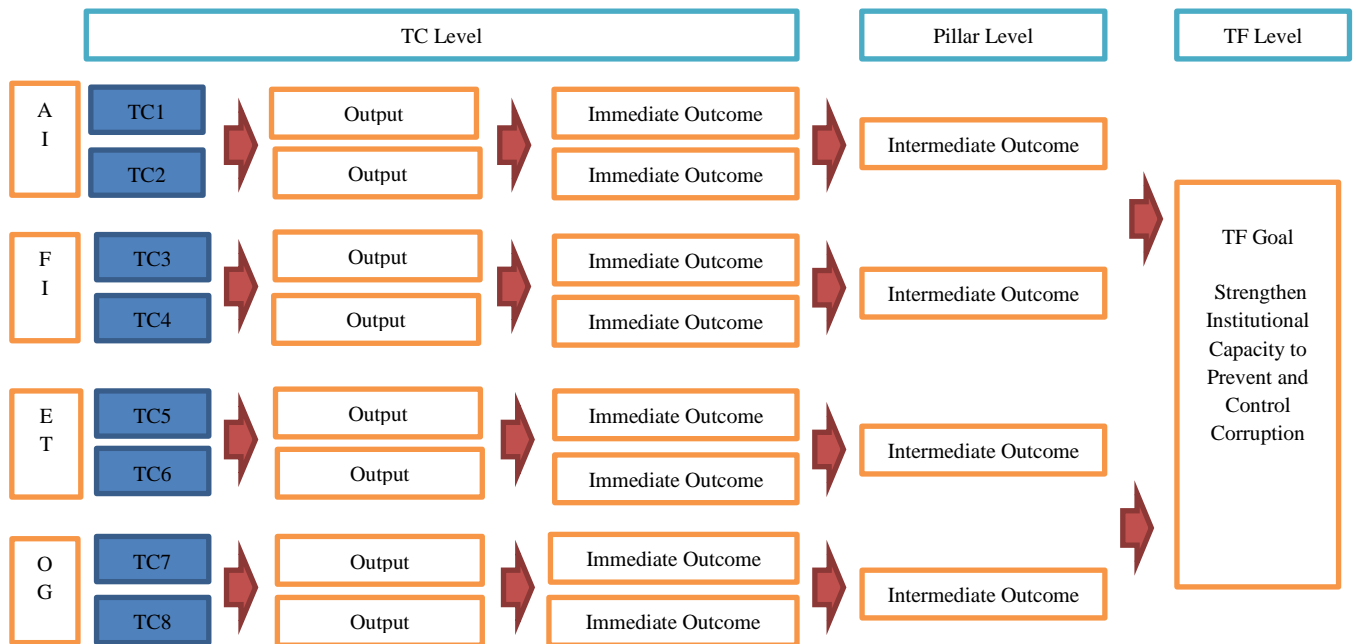 TC Level
Pillar Level
TF Level
A
I
TC1
Output
Immediate Outcome
TC2
Output
Immediate Outcome
Intermediate Outcome
F
I
TC3
Output
Immediate Outcome
TC4
Output
Immediate Outcome
Intermediate Outcome
E
T
TC5
Output
Immediate Outcome
TC6
Output
Immediate Outcome
Intermediate Outcome
O
G
TC7
Output
Immediate Outcome
TC8
Output
Immediate Outcome
Intermediate Outcome
TF Goal
Strengthen
Institutional
Capacity to
Prevent and
Control
Corruption